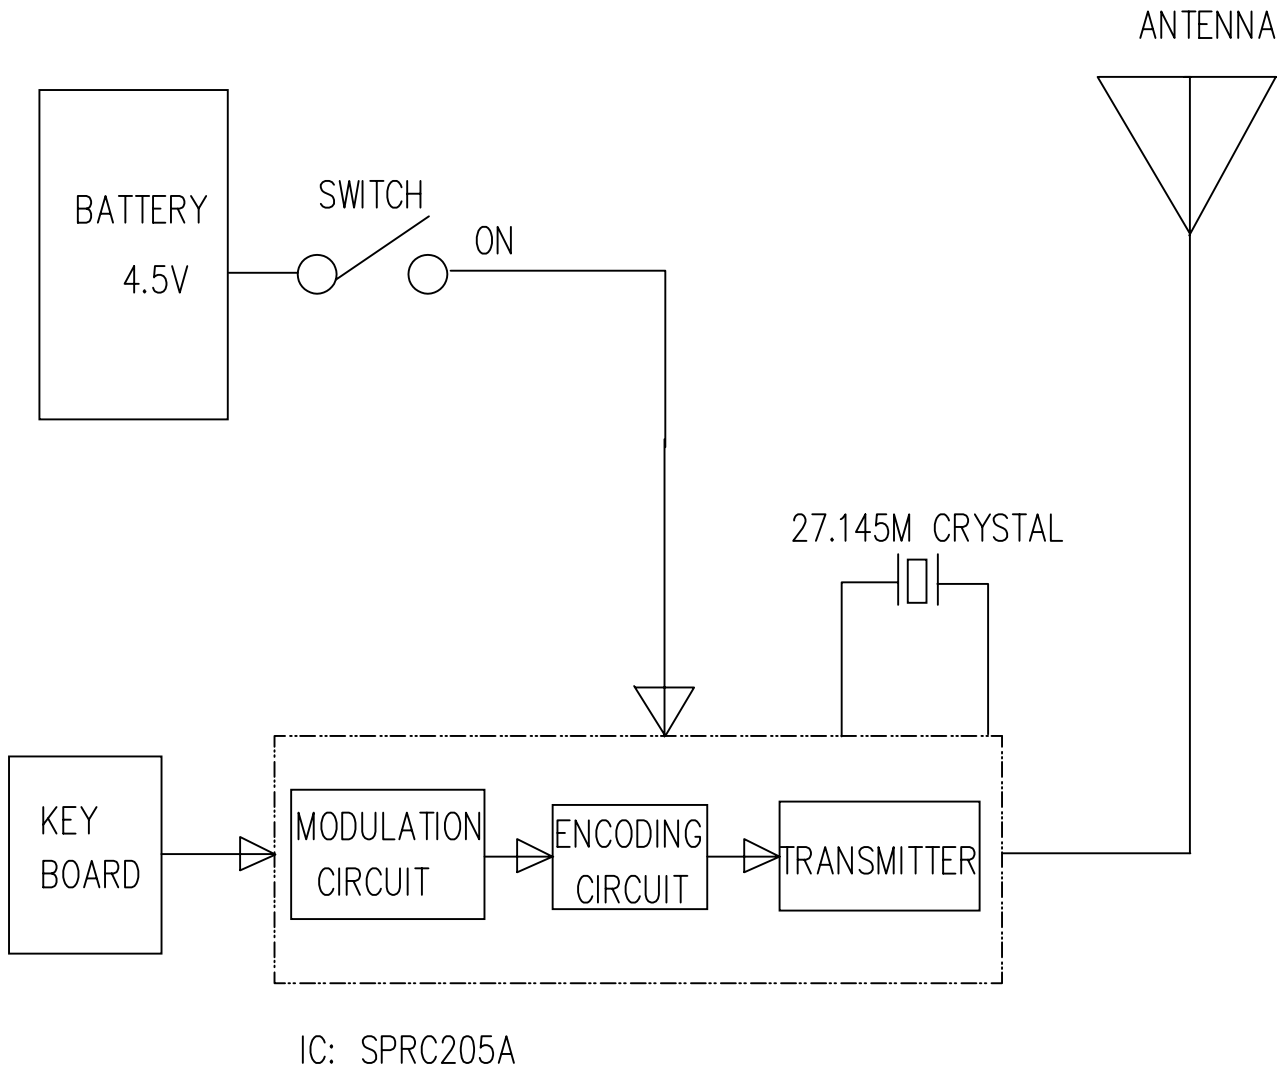 ANTENNA
BATTERY
4.5V
SWITCH
ON
27.145M CRYSTAL
KEY
BOARD
MODULATION
CIRCUIT
ENCODING
CIRCUIT
TRANSMITTER
IC: SPRC205A